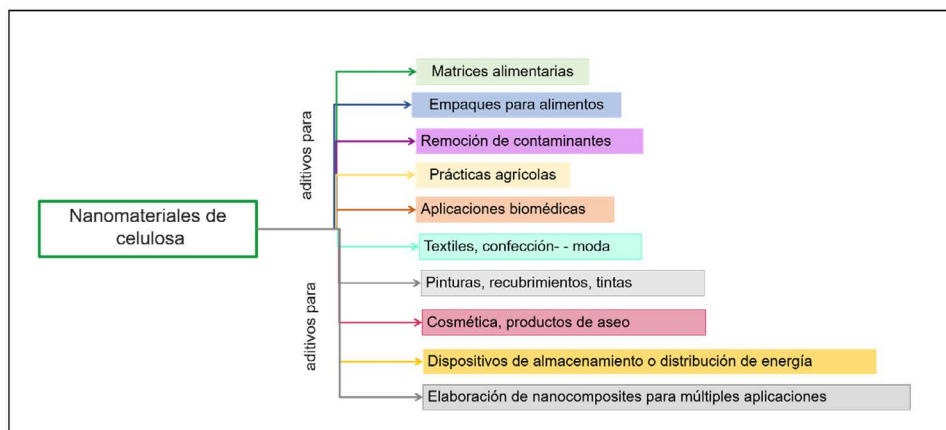 Matrices alimentarias
Empaques para alimentos
aditivos para
Remoción de contaminantes
Prácticas agrícolas
Nanomateriales de
celulosa
Aplicaciones biomédicas
Textiles, confección- - moda
Pinturas, recubrimientos, tintas
aditivos para
Cosmética, productos de aseo
Dispositivos de almacenamiento o distribución de energía
Elaboración de nanocomposites para múltiples aplicaciones